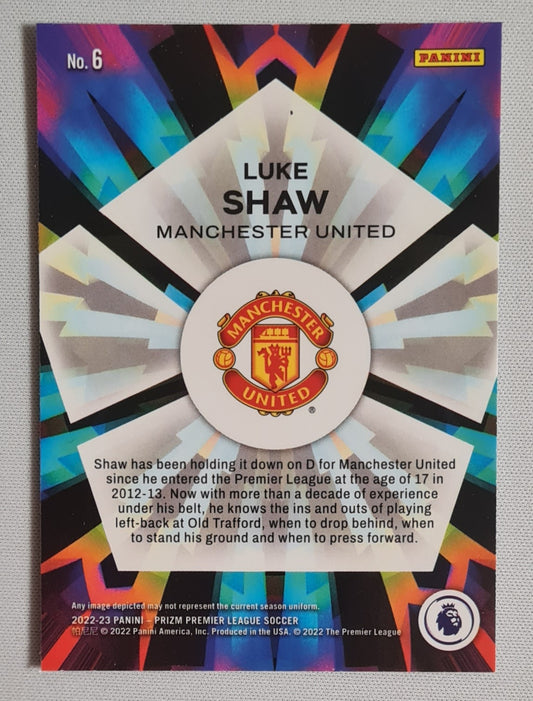 No. 6
PANINI
LUKE
SHAW
MANCHESTER UNITED
MANCHESTER
UNITED
®
Shaw has been holding it down on D for Manchester United
since he entered the Premier League at the age of 17 in
2012-13. Now with more than a decade of experience
under his belt, he knows the ins and outs of playing
left-back at Old Trafford, when to drop behind, when
to stand his ground and when to press forward.
Any image depicted may not represent the current season uniform.
2022-23 PANINI – PRIZM PREMIER LEAGUE SOCCER
帕尼尼 © 2022 Panini America, Inc. Produced in the USA. © 2022 The Premier League